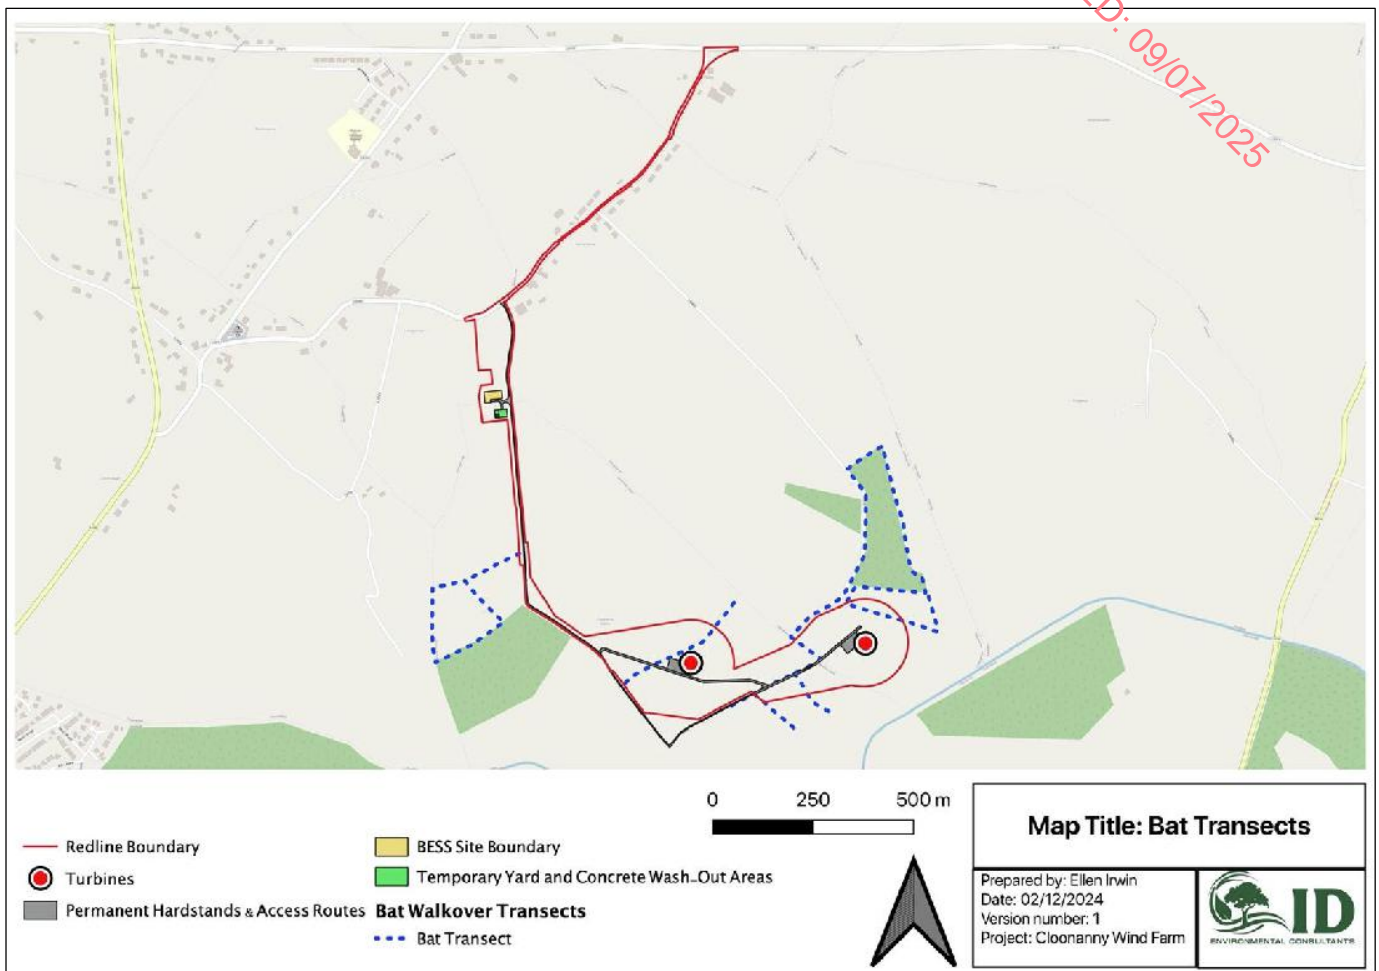 ED: 09/07/2025
0 250 500 m
Redline Boundary
Turbines
Permanent Hardstands & Access Routes
BESS Site Boundary
Temporary Yard and Concrete Wash-Out Areas
Bat Walkover Transects
Bat Transect
Map Title: Bat Transects
Prepared by: Ellen Irwin
Date: 02/12/2024
Version number: 1
Project: Cloonanny Wind Farm
ID
ENVIRONMENTAL CONSULTANTS